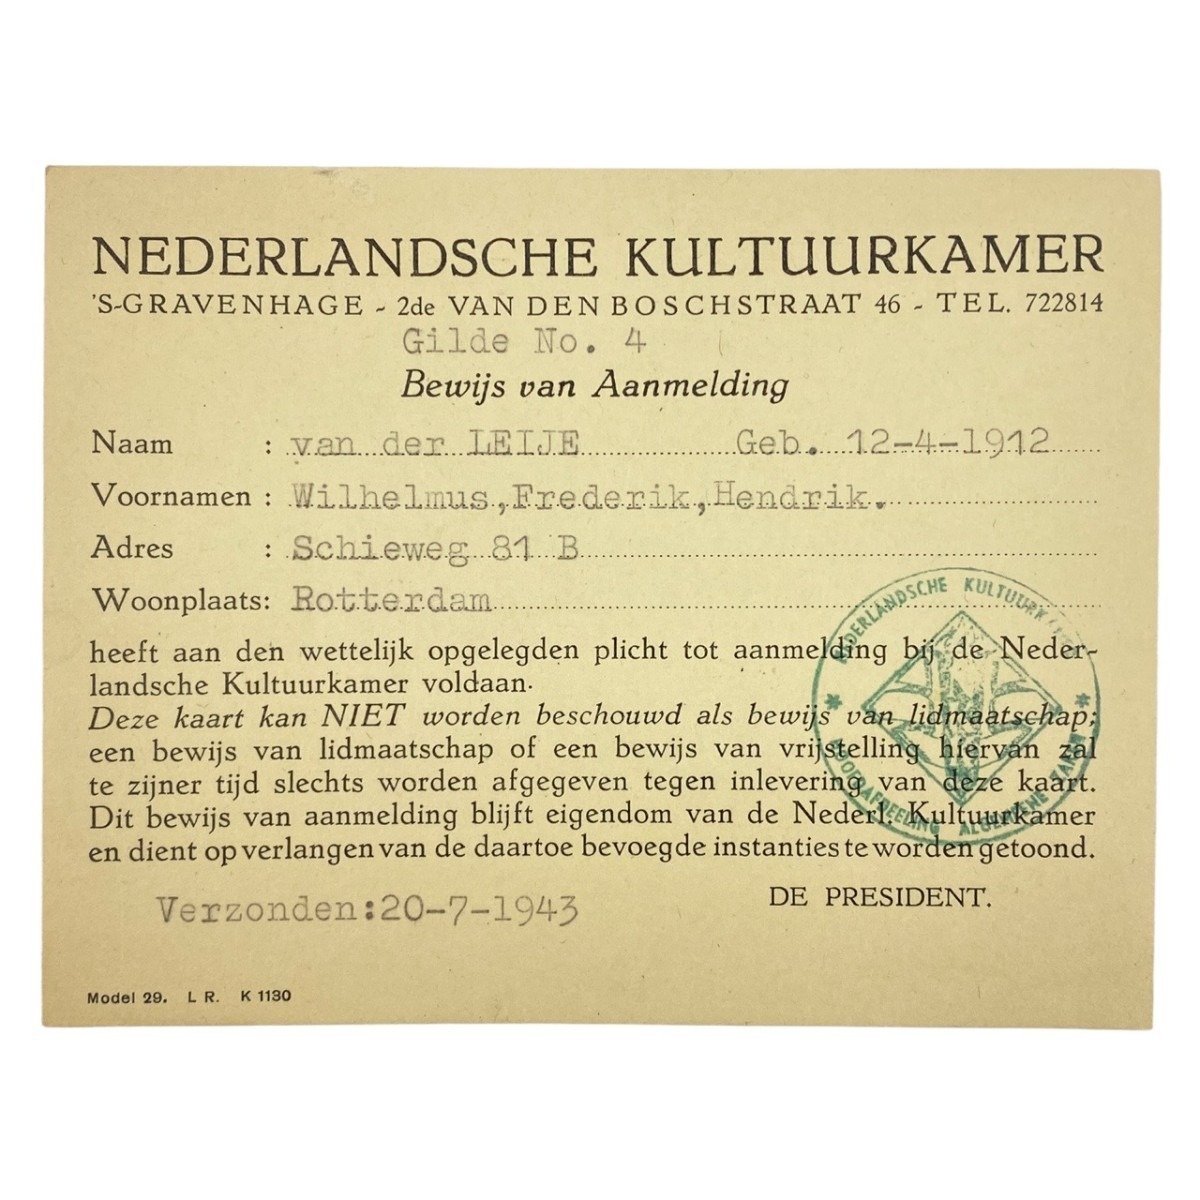 NEDERLANDSCHE KULTUURKAMER
'S-GRAVENHAGE - 2de VAN DEN BOSCHSTRAAT 46 - TEL. 722814
Gilde No. 4
Bewijs van Aanmelding
Naam : van der LEIJE Geb. 12-4-1912
Voornamen : Wilhelmus,Frederik,Hendrik.
Adres : Schieweg 81 B
Woonplaats: Rotterdam
heeft aan den wettelijk opgelegden plicht tot aanmelding bij de Neder-
landsche Kultuurkamer voldaan.
Deze kaart kan NIET worden beschouwd als bewijs van lidmaatschap;
een bewijs van lidmaatschap of een bewijs van vrijstelling hiervan zal
te zijner tijd slechts worden afgegeven tegen inlevering van deze kaart.
Dit bewijs van aanmelding blijft eigendom van de Nederl. Kultuurkamer
en dient op verlangen van de daartoe bevoegde instanties te worden getoond.
DE PRESIDENT.
Verzonden:20-7-1943
Model 29. L R. K 1130
NEDERLANDSCHE
* HOOFDAFDEELING ALGEMEENE ZAKEN *